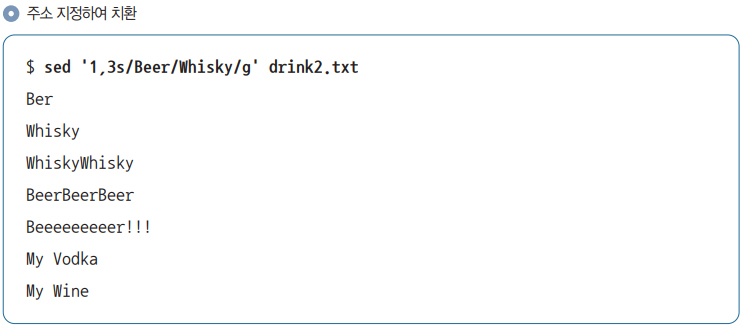 주소 지정하여 치환
$ sed '1,3s/Beer/Whisky/g' drink2.txt
Ber
Whisky
WhiskyWhisky
BeerBeerBeer
Beeeeeeeeer!!!
My Vodka
My Wine